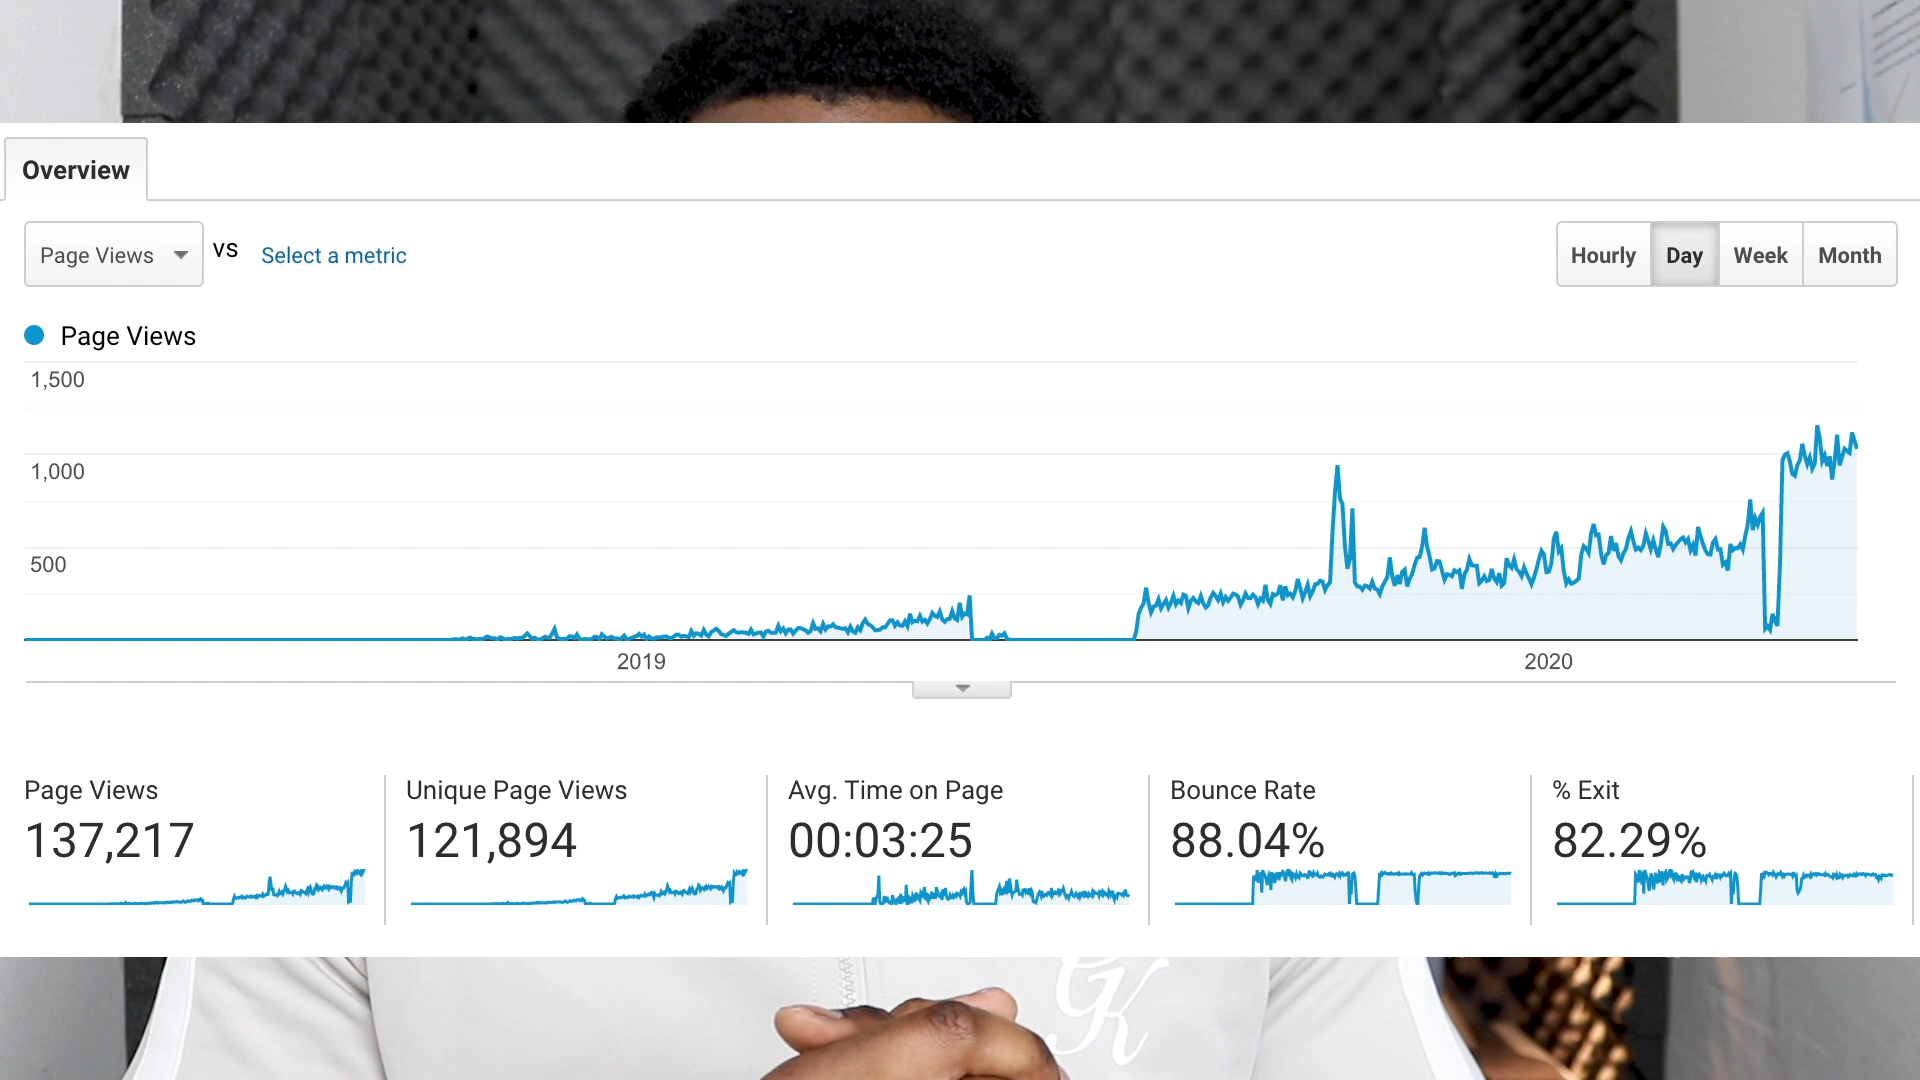 Overview
Page Views vs Select a metric
Hourly Day Week Month
Page Views
1,500
1,000
500
2019 2020
Page Views Unique Page Views Avg. Time on Page Bounce Rate % Exit
137,217 121,894 00:03:25 88.04% 82.29%
GK